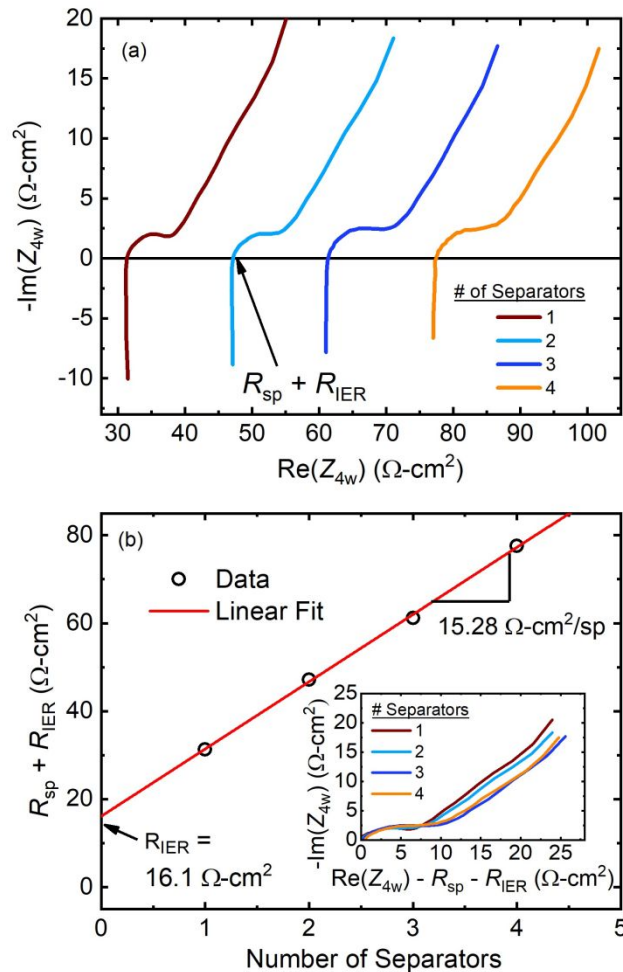 (a)
20
15
10
5
0
-5
-10
-Im(Z4w) (Ω-cm²)
Rsp + RIER
# of Separators
1
2
3
4
30 40 50 60 70 80 90 100
Re(Z4w) (Ω-cm²)
(b)
80
60
40
20
0
Rsp + RIER (Ω-cm²)
Data
Linear Fit
15.28 Ω-cm²/sp
RIER =
16.1 Ω-cm²
25
20
15
10
5
0
-Im(Z4w) (Ω-cm²)
# Separators
1
2
3
4
0 5 10 15 20 25
Re(Z4w) - Rsp - RIER (Ω-cm²)
0 1 2 3 4 5
Number of Separators